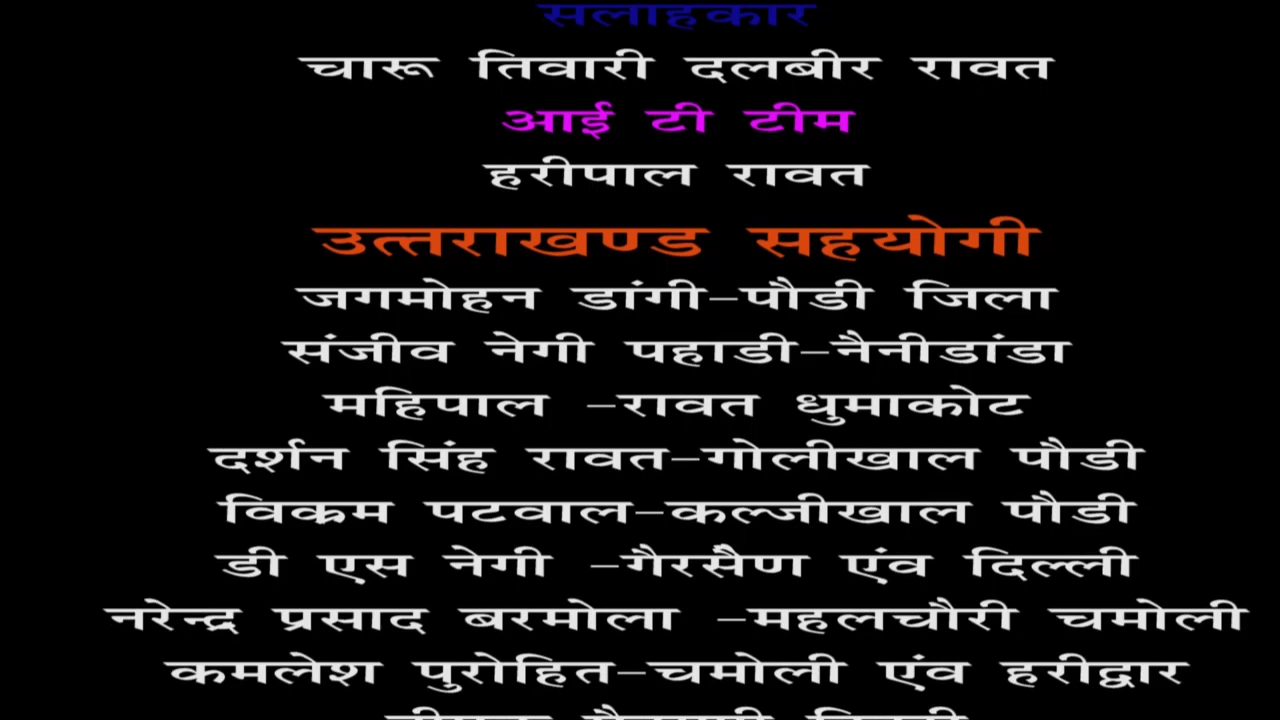 सलाहकार
चारू तिवारी दलबीर रावत
आई टी टीम
हरीपाल रावत
उत्तराखण्ड सहयोगी
जगमोहन डांगी-पौडी जिला
संजीव नेगी पहाडी-नैनीडांडा
महिपाल -रावत धुमाकोट
दर्शन सिंह रावत-गोलीखाल पौडी
विक्रम पटवाल-कल्जीखाल पौडी
डी एस नेगी -गैरसैण एंव दिल्ली
नरेन्द्र प्रसाद बरमोला -महलचौरी चमोली
कमलेश पुरोहित-चमोली एंव हरीद्वार